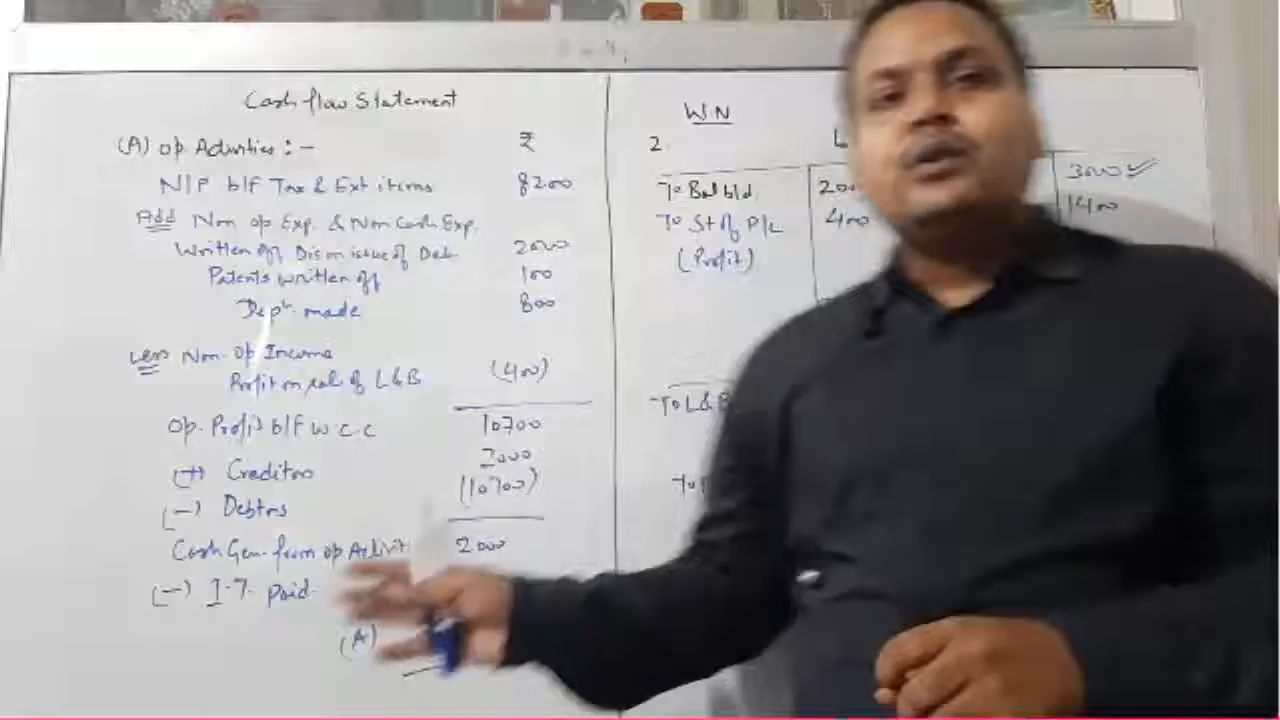 Cash flow Statement
(A) Op Activities :- ₹
N/P b/f Tax & Ext items 8200
Add Non op Exp. & Non Cash Exp.
Written off Dis on issue of Deb. 2000
Patents written off 100
Depn. made 800
Less Non-Op Income
Profit on sal of L&B (400)
Op. Profit b/f W.C.C 10700
(+) Creditors 2000
(-) Debtors (10700)
Cash Gen. from op Activiti 2000
(-) I.T. paid
(A)
W.N
2.
To Bal b/d. 200
3000 ✓
To St of P/L 400
1400
(Profit)
To L&B